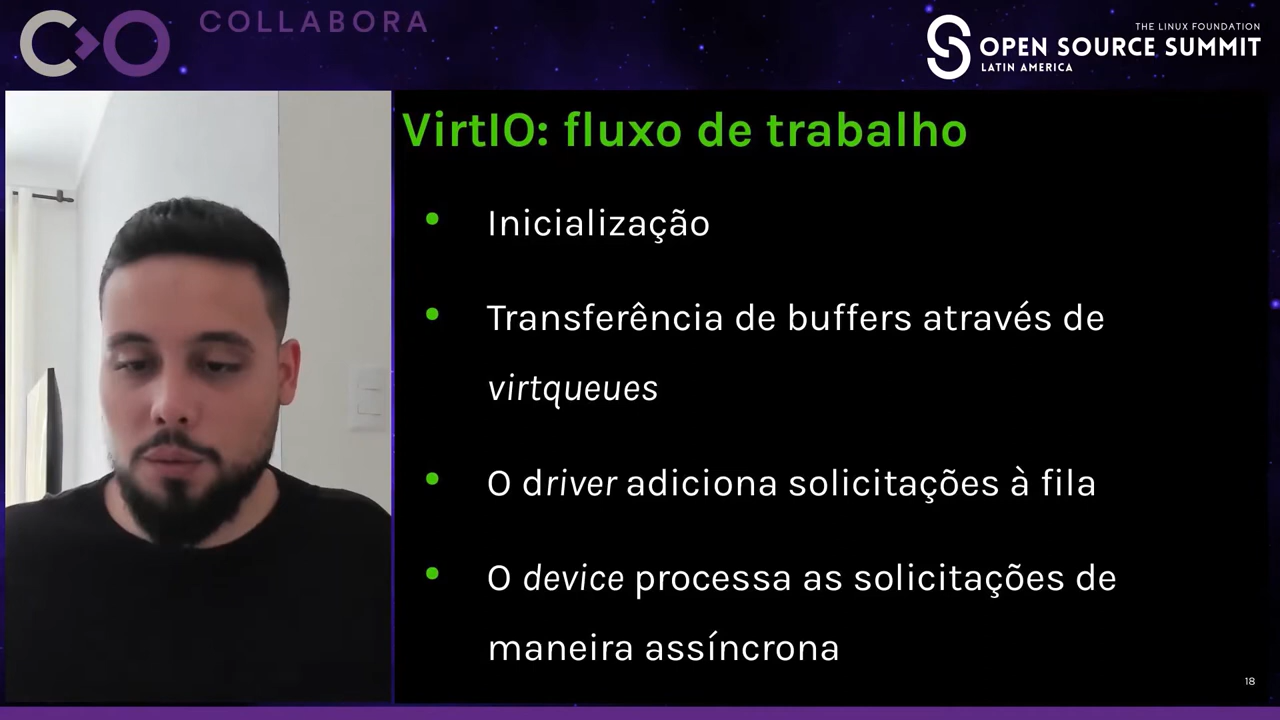 COLLABORA
THE LINUX FOUNDATION
OPEN SOURCE SUMMIT
LATIN AMERICA
VirtIO: fluxo de trabalho
• Inicialização
• Transferência de buffers através de
virtqueues
• O driver adiciona solicitações à fila
• O device processa as solicitações de
maneira assíncrona
18